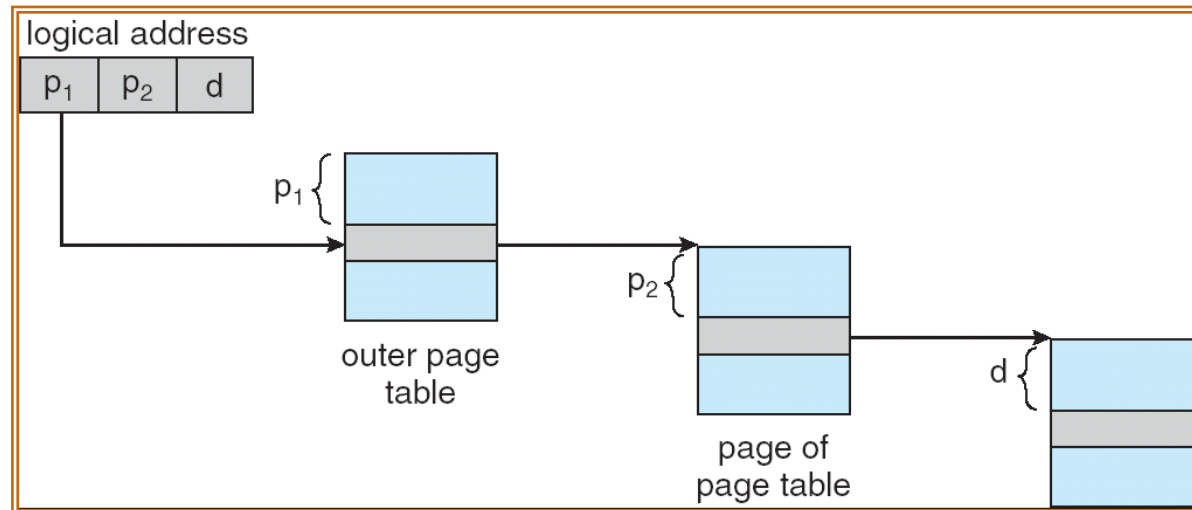 logical address
p₁ p₂ d
p₁
outer page
table
p₂
page of
page table
d